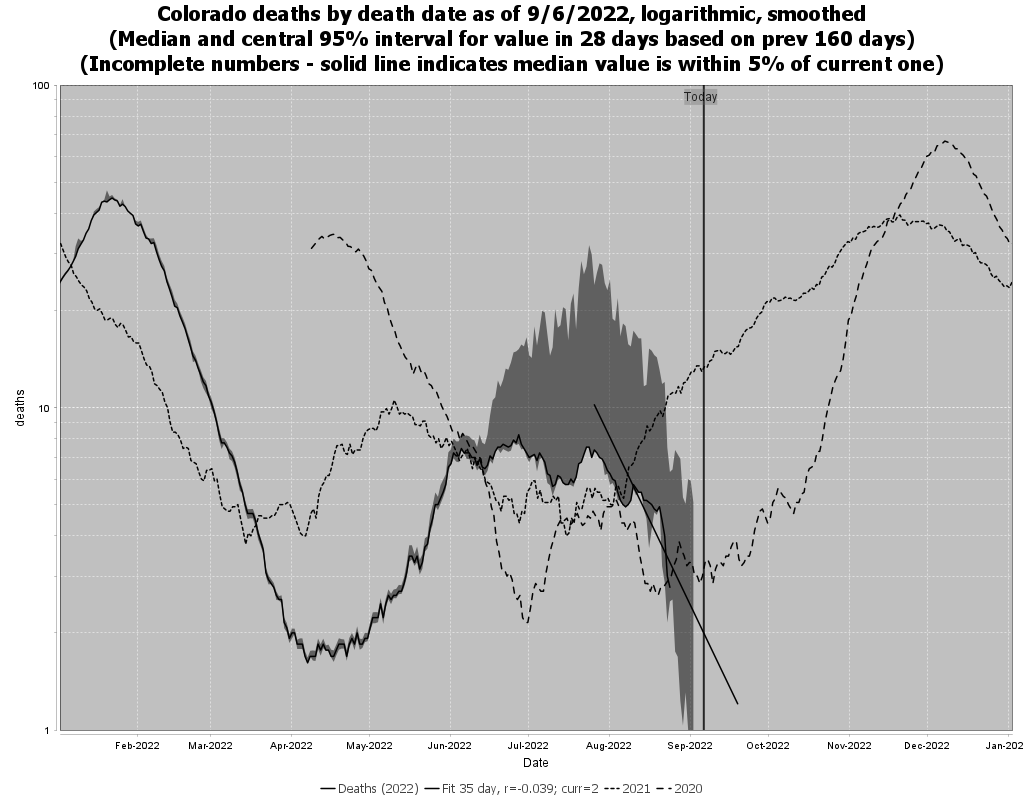 Colorado deaths by death date as of 9/6/2022, logarithmic, smoothed
(Median and central 95% interval for value in 28 days based on prev 160 days)
(Incomplete numbers - solid line indicates median value is within 5% of current one)
Today
100
10
1
deaths
Feb-2022 Mar-2022 Apr-2022 May-2022 Jun-2022 Jul-2022 Aug-2022 Sep-2022 Oct-2022 Nov-2022 Dec-2022 Jan-202
Date
Deaths (2022) Fit 35 day, r=-0.039; curr=2 2021 2020